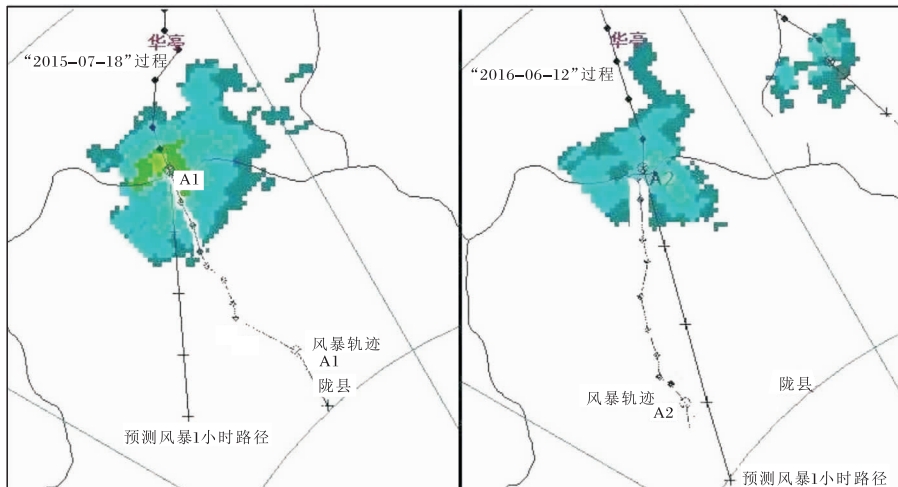 华亭
“2015-07-18”过程
A1
风暴轨迹
A1
陇县
预测风暴1小时路径
华亭
“2016-06-12”过程
A2
陇县
风暴轨迹
A2
预测风暴1小时路径